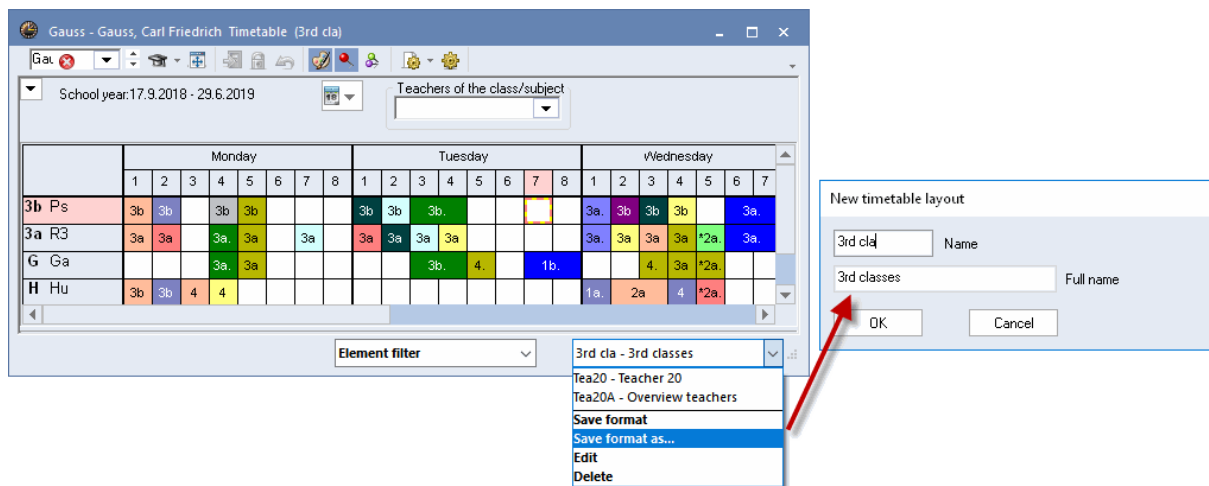 Gauss - Gauss, Carl Friedrich Timetable (3rd cla)
Gau
School year:17.9.2018 - 29.6.2019
Teachers of the class/subject
Monday Tuesday Wednesday
1 2 3 4 5 6 7 8 1 2 3 4 5 6 7 8 1 2 3 4 5 6 7
3b Ps 3b 3b 3b 3b 3b 3b 3b. 3a. 3b 3b 3b 3a.
3a R3 3a 3a 3a. 3a 3a 3a 3a 3a 3a 3a. 3a 3a 3a *2a. 3a.
G Ga 3a. 3a 3b. 4. 1b. 4. 3a *2a.
H Hu 3b 3b 4 4 1a. 2a 4 *2a.
Element filter
3rd cla - 3rd classes
Tea20 - Teacher 20
Tea20A - Overview teachers
Save format
Save format as...
Edit
Delete
New timetable layout
3rd cla Name
3rd classes Full name
OK Cancel